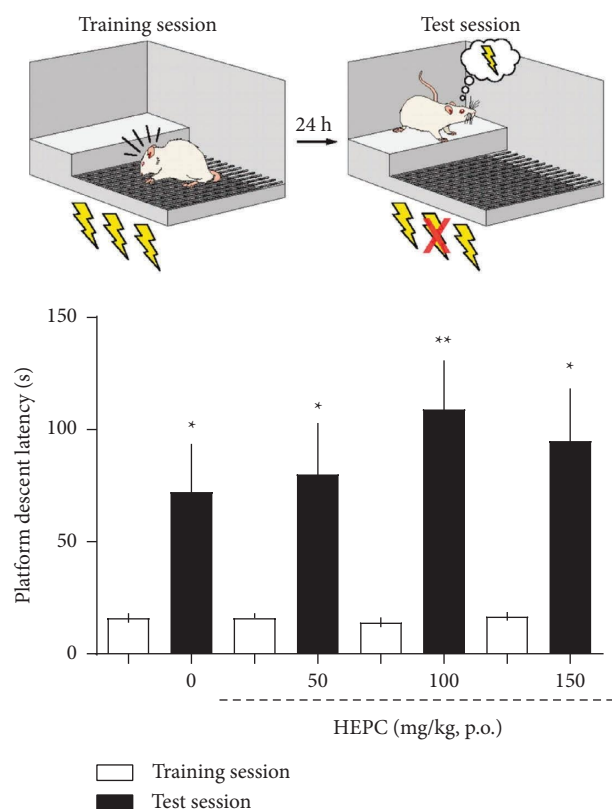 Training session
Test session
24 h
X
150
100
50
0
Platform descent latency (s)
*
*
**
*
0 50 100 150
HEPC (mg/kg, p.o.)
Training session
Test session